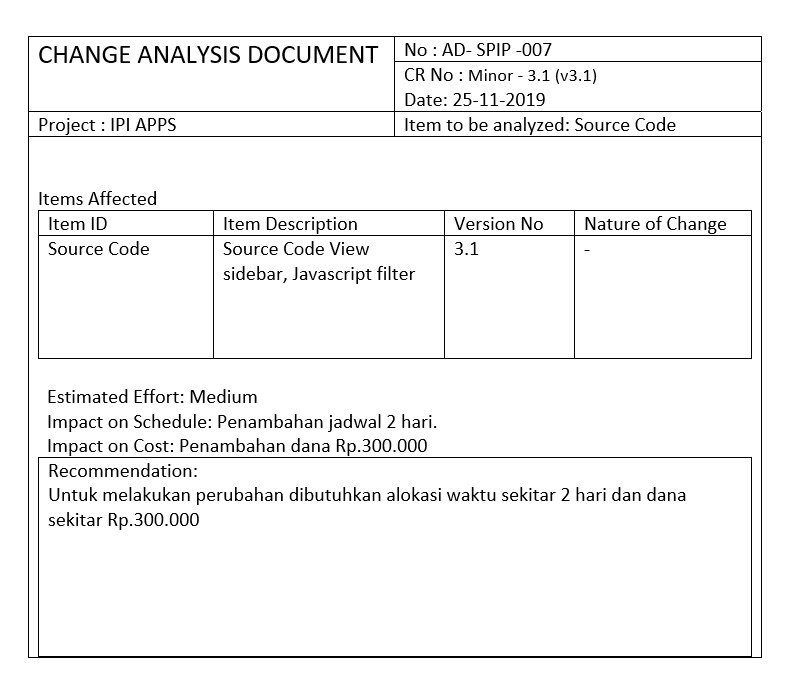 CHANGE ANALYSIS DOCUMENT
No : AD- SPIP -007
CR No : Minor - 3.1 (v3.1)
Date: 25-11-2019
Project : IPI APPS
Item to be analyzed: Source Code
Items Affected
Item ID
Item Description
Version No
Nature of Change
Source Code
Source Code View
sidebar, Javascript filter
3.1
-
Estimated Effort: Medium
Impact on Schedule: Penambahan jadwal 2 hari.
Impact on Cost: Penambahan dana Rp.300.000
Recommendation:
Untuk melakukan perubahan dibutuhkan alokasi waktu sekitar 2 hari dan dana
sekitar Rp.300.000